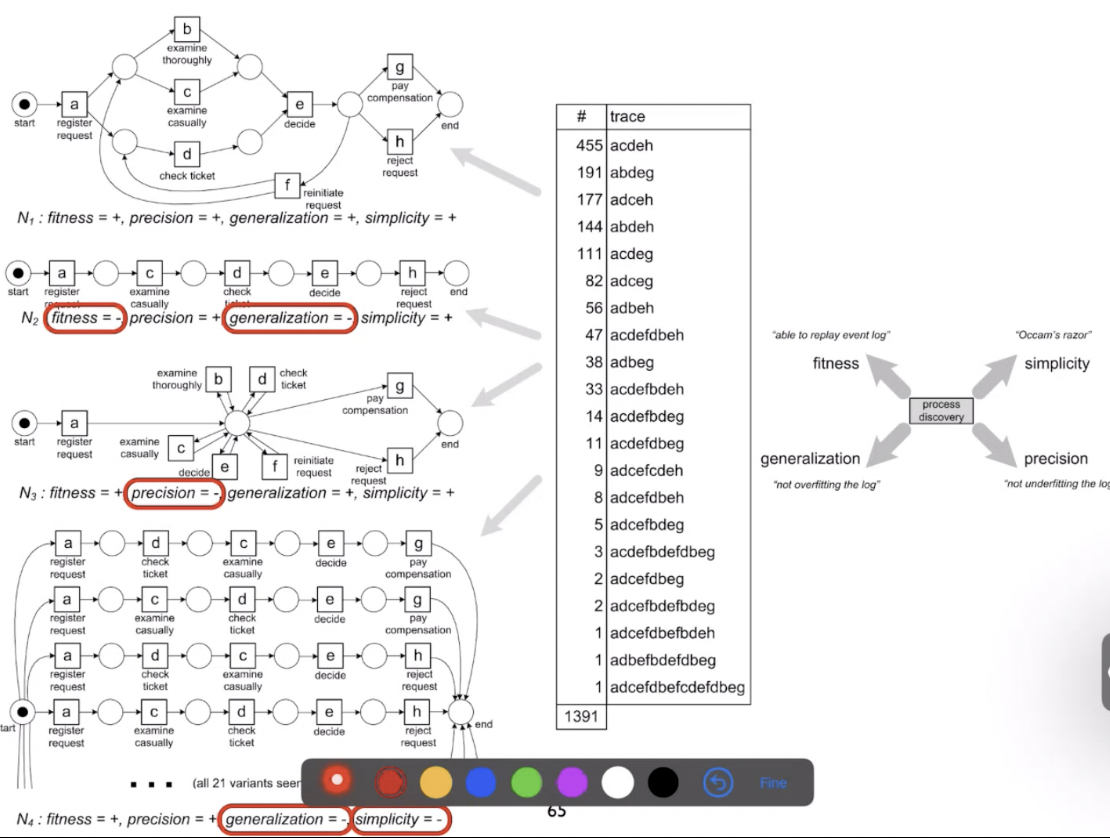 b
examine
thoroughly
a
c
e
g
start
register
request
examine
casually
decide
pay
compensation
end
d
h
check ticket
reject
request
f
reinitiate
request
N1 : fitness = +, precision = +, generalization = +, simplicity = +
a c d e h
start register examine check decide reject end
casually request
N2 fitness = -, precision = + generalization = -, simplicity = +
examine
thoroughly
b
d
check
ticket
g
pay
compensation
a
start
register
request
end
examine
casually
c
decide
e
f
reinitiate
request
reject
request
h
N3 : fitness = + precision = -, generalization = +, simplicity = +
a d c e g
register check examine decide pay
request ticket casually compensation
a c d e g
register examine check decide pay
request casually ticket compensation
a d c e h
register check examine decide reject
request ticket casually request
a c d e h
tart register examine check decide reject end
request casually ticket request
... (all 21 variants seen
N4 : fitness = +, precision = + generalization = -, simplicity = -
# trace
455 acdeh
191 abdeg
177 adceh
144 abdeh
111 acdeg
82 adceg
56 adbeh
47 acdefdbeh
38 adbeg
33 acdefbdeh
14 acdefbdeg
11 acdefdbeg
9 adcefcdeh
8 adcefdbeh
5 adcefbdeg
3 acdefbdefdbeg
2 adcefdbeg
2 adcefbdefbdeg
1 adcefdbefbdeh
1 adbefbdefdbeg
1 adcefdbefcdefdbeg
1391
"able to replay event log"
fitness
"Occam's razor"
simplicity
process
discovery
generalization
"not overfitting the log"
precision
"not underfitting the log
Fine
65